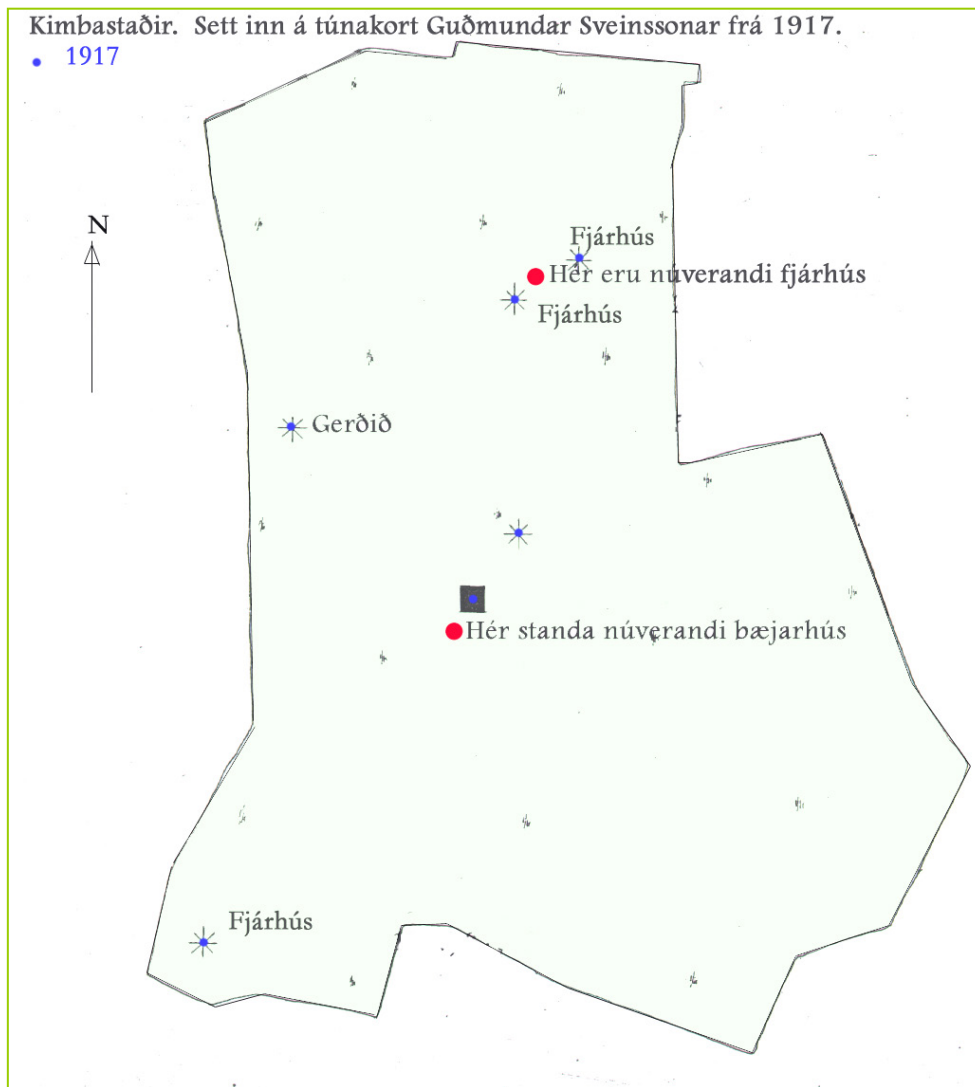 Kimbastaðir. Sett inn á túnakort Guðmundar Sveinssonar frá 1917.
1917
N
Fjárhús
Hér eru núverandi fjárhús
Fjárhús
Gerðið
Hér standa núverandi bæjarhús
Fjárhús